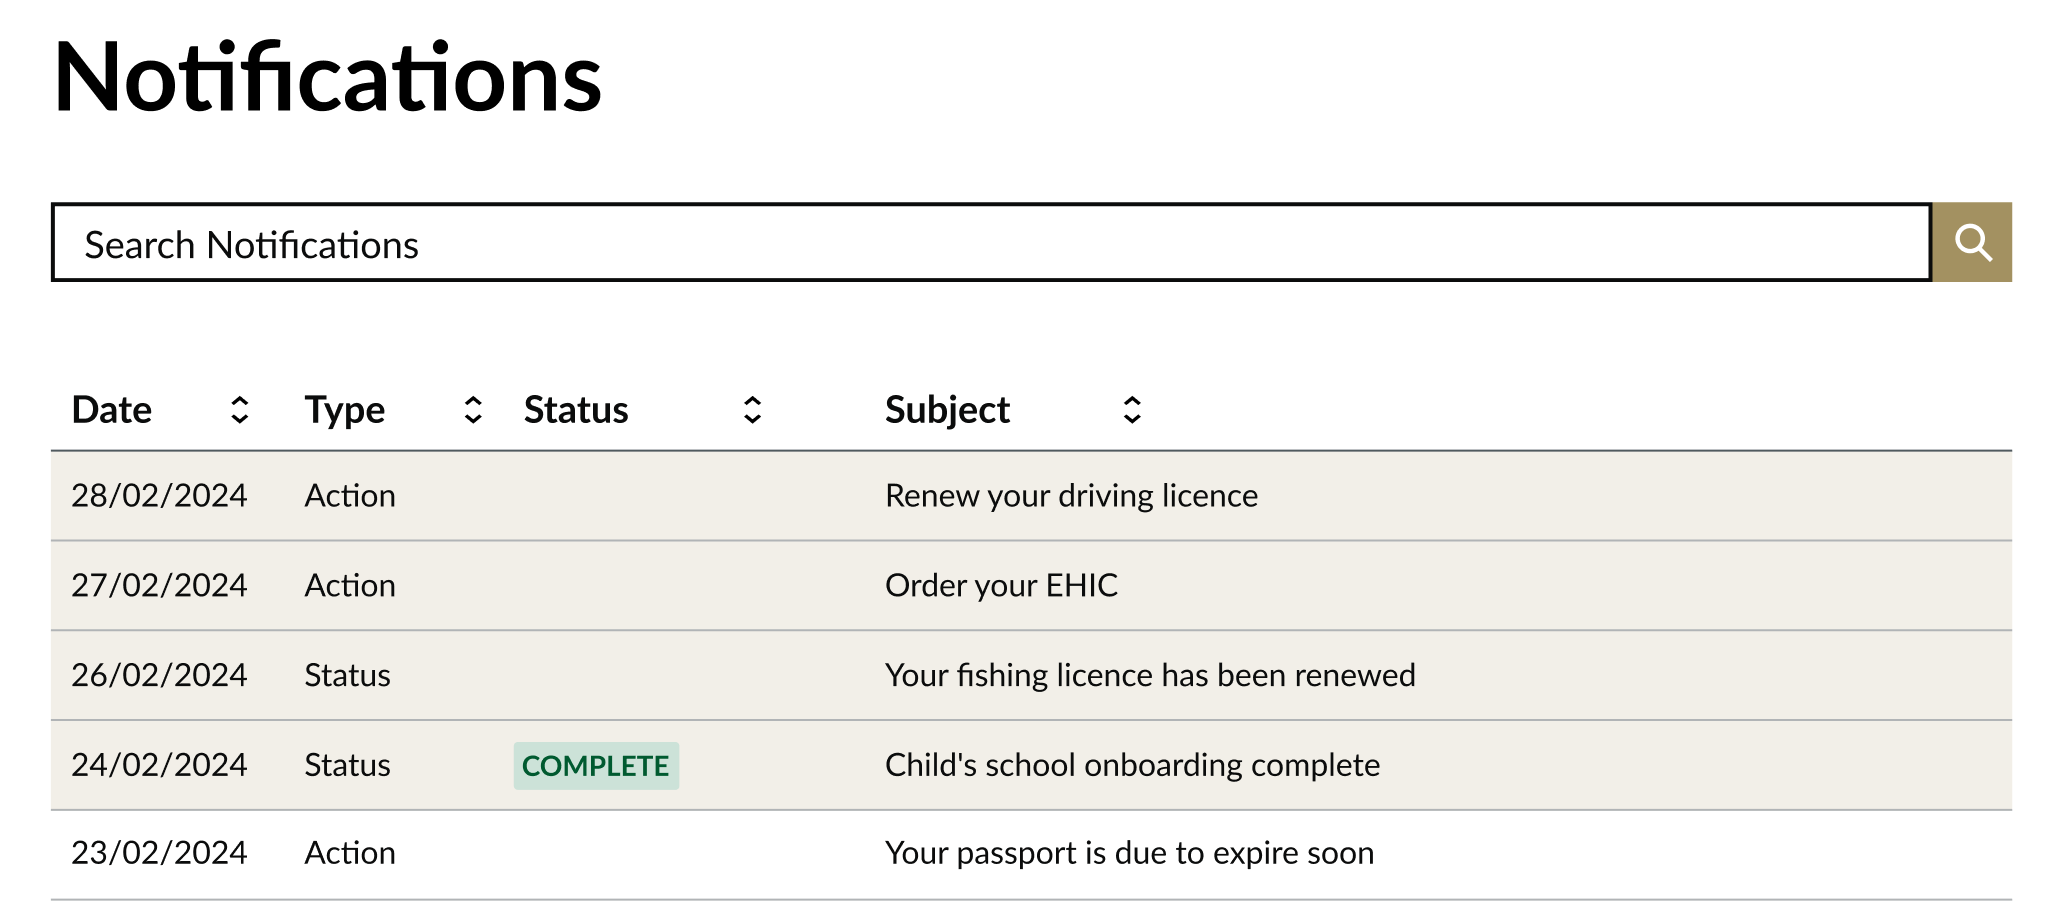 Notifications
Search Notifications
Date Type Status Subject
28/02/2024 Action Renew your driving licence
27/02/2024 Action Order your EHIC
26/02/2024 Status Your fishing licence has been renewed
24/02/2024 Status COMPLETE Child's school onboarding complete
23/02/2024 Action Your passport is due to expire soon